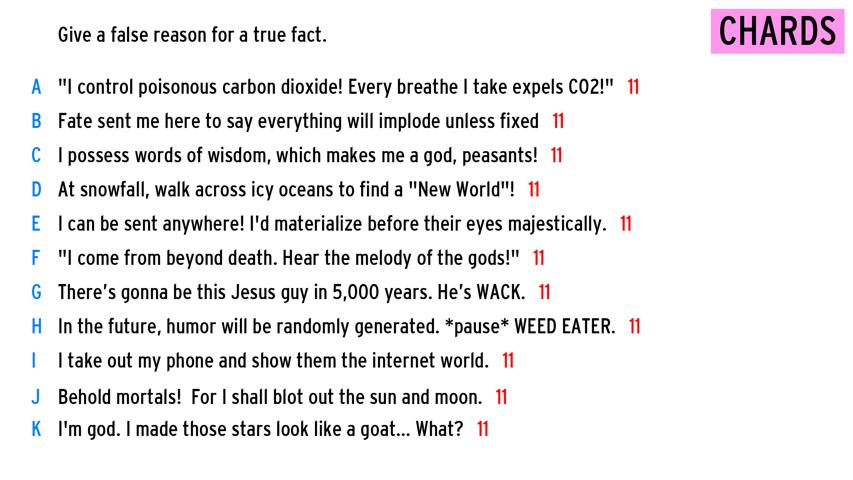 Give a false reason for a true fact.
CHARDS
A "I control poisonous carbon dioxide! Every breathe I take expels CO2!" 11
B Fate sent me here to say everything will implode unless fixed 11
C I possess words of wisdom, which makes me a god, peasants! 11
D At snowfall, walk across icy oceans to find a "New World"! 11
E I can be sent anywhere! I'd materialize before their eyes majestically. 11
F "I come from beyond death. Hear the melody of the gods!" 11
G There's gonna be this Jesus guy in 5,000 years. He's WACK. 11
H In the future, humor will be randomly generated. *pause* WEED EATER. 11
I I take out my phone and show them the internet world. 11
J Behold mortals! For I shall blot out the sun and moon. 11
K I'm god. I made those stars look like a goat... What? 11